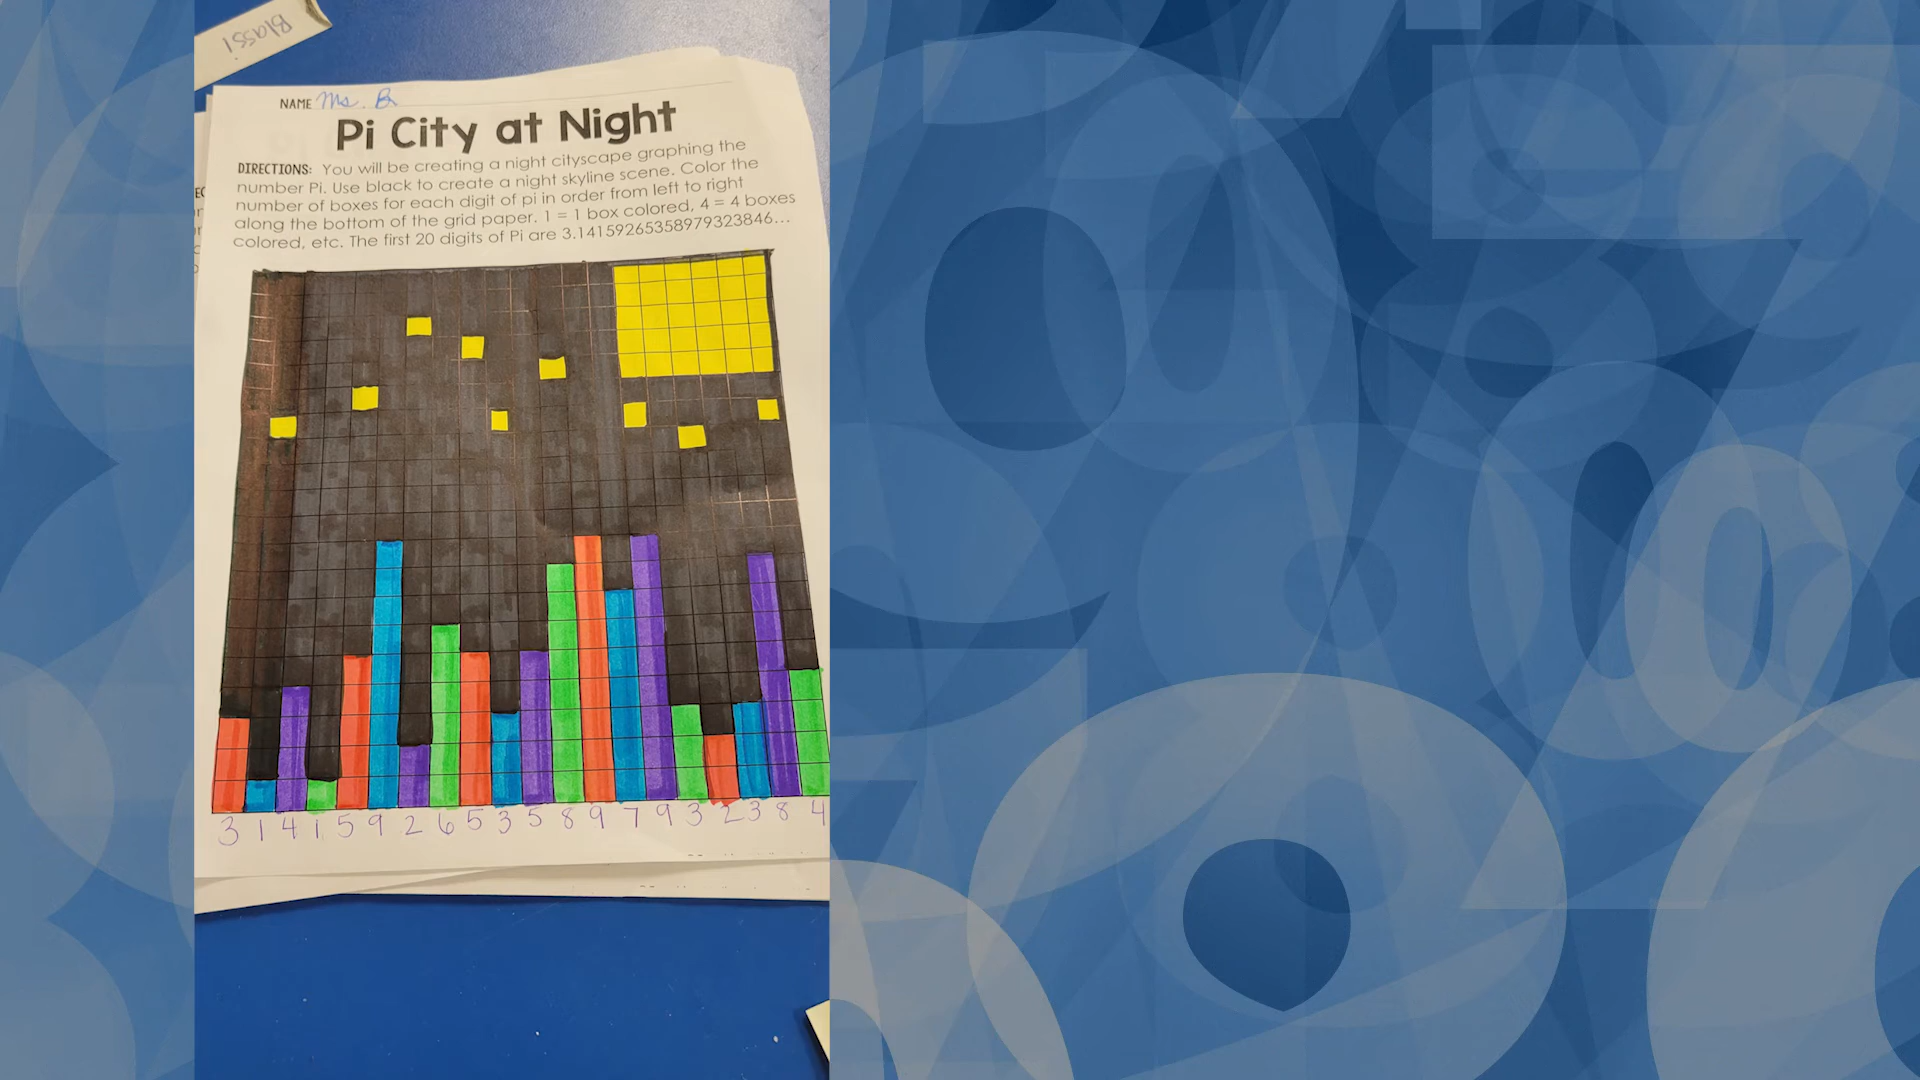 Blassi
NAME Ms. B
Pi City at Night
DIRECTIONS: You will be creating a night cityscape graphing the
number Pi. Use black to create a night skyline scene. Color the
number of boxes for each digit of pi in order from left to right
along the bottom of the grid paper. 1 = 1 box colored, 4 = 4 boxes
colored, etc. The first 20 digits of Pi are 3.1415926535897932​3846...
3 1 4 1 5 9 2 6 5 3 5 8 9 7 9 3 2 3 8 4